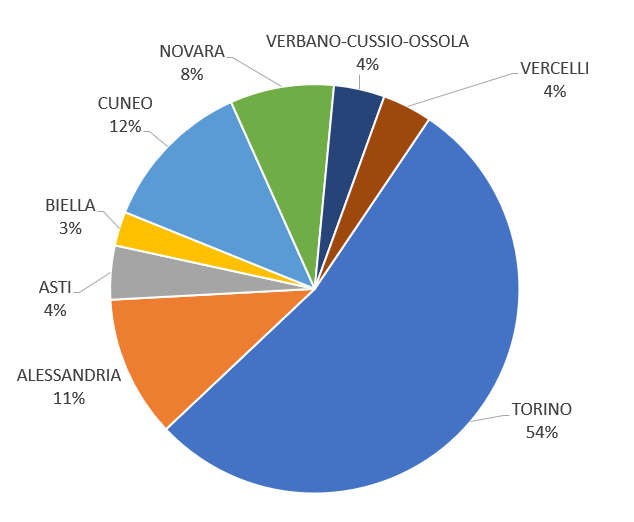 NOVARA
8%
VERBANO-CUSSIO-OSSOLA
4%
VERCELLI
4%
CUNEO
12%
BIELLA
3%
ASTI
4%
ALESSANDRIA
11%
TORINO
54%